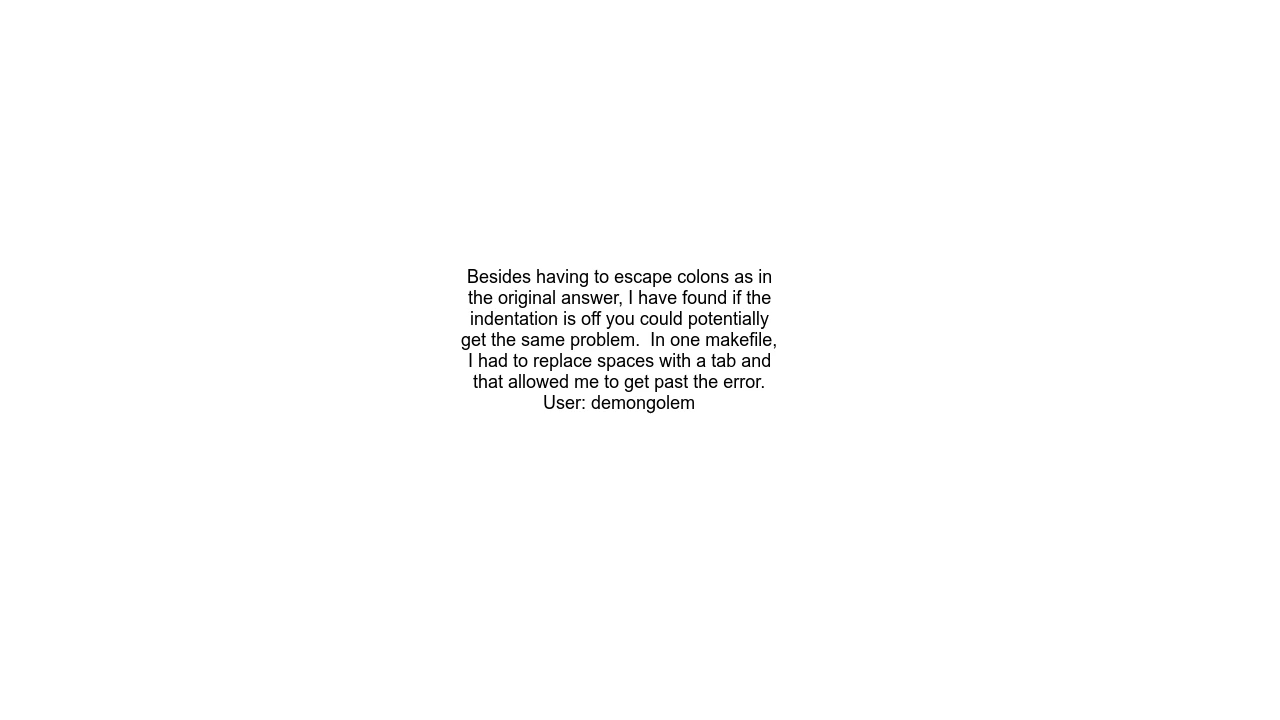 Besides having to escape colons as in
the original answer, I have found if the
indentation is off you could potentially
get the same problem.  In one makefile,
I had to replace spaces with a tab and
that allowed me to get past the error.
User: demongolem